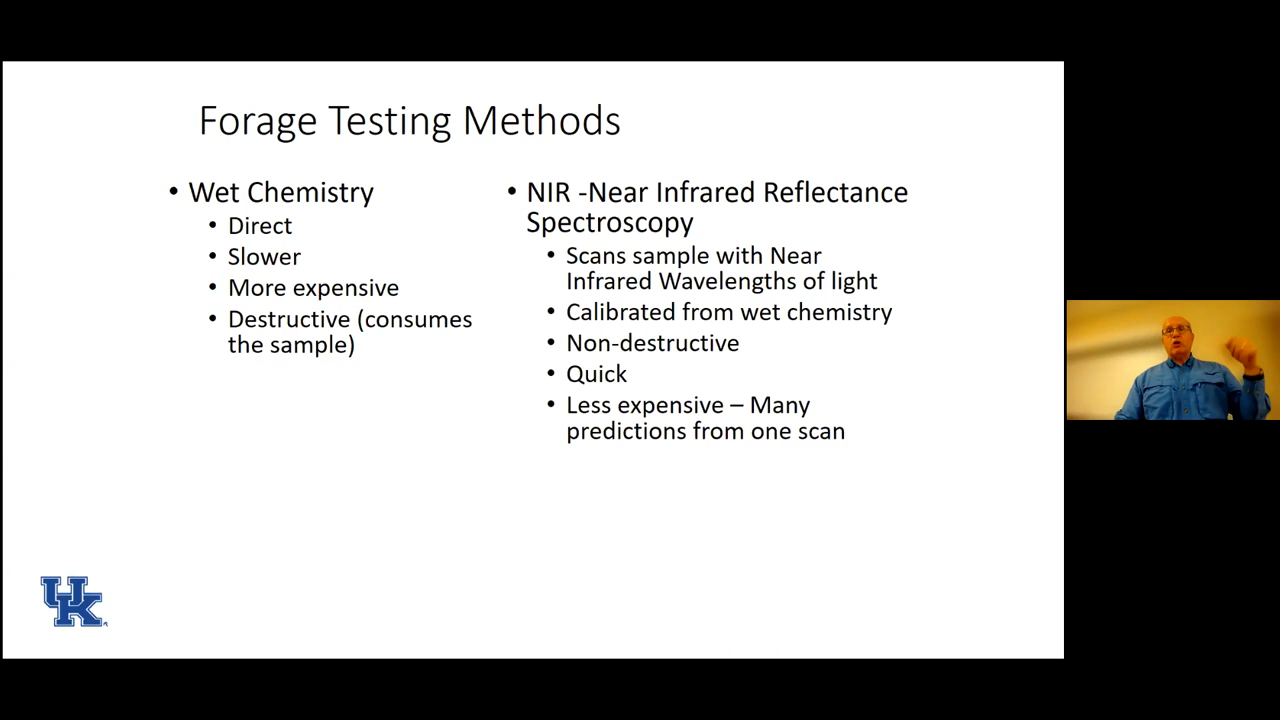 Forage Testing Methods
• Wet Chemistry
• Direct
• Slower
• More expensive
• Destructive (consumes
the sample)
• NIR -Near Infrared Reflectance
Spectroscopy
• Scans sample with Near
Infrared Wavelengths of light
• Calibrated from wet chemistry
• Non-destructive
• Quick
• Less expensive – Many
predictions from one scan
UK